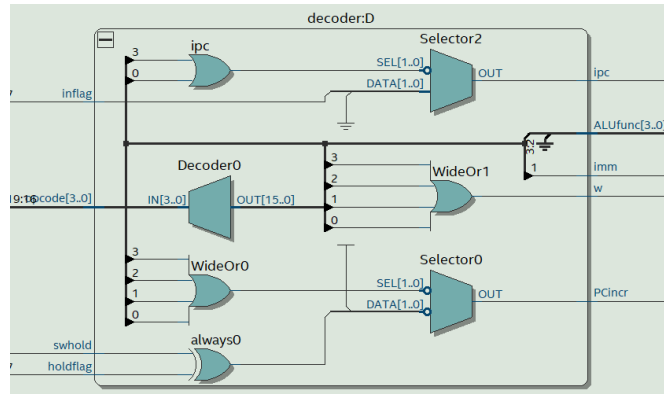 decoder:D
Selector2
ipc
3
0
SEL[1..0]
DATA[1..0]
OUT
ipc
inflag
ALUfunc[3..0]
3:2
Decoder0
3
2
1
0
WideOr1
1
imm
w
19:16
opcode[3..0]
IN[3..0]
OUT[15..0]
3
2
1
0
WideOr0
Selector0
SEL[1..0]
DATA[1..0]
OUT
PCincr
always0
swhold
holdflag